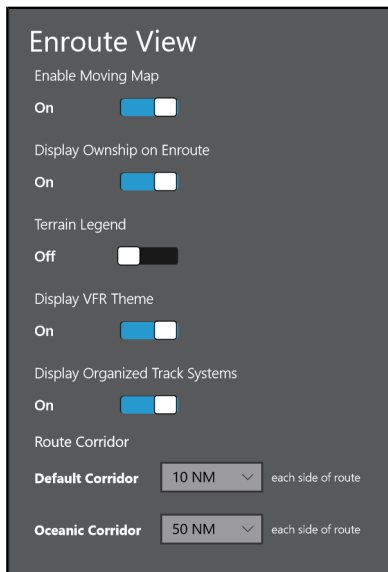 Enroute View
Enable Moving Map
On
Display Ownship on Enroute
On
Terrain Legend
Off
Display VFR Theme
On
Display Organized Track Systems
On
Route Corridor
Default Corridor 10 NM each side of route
Oceanic Corridor 50 NM each side of route